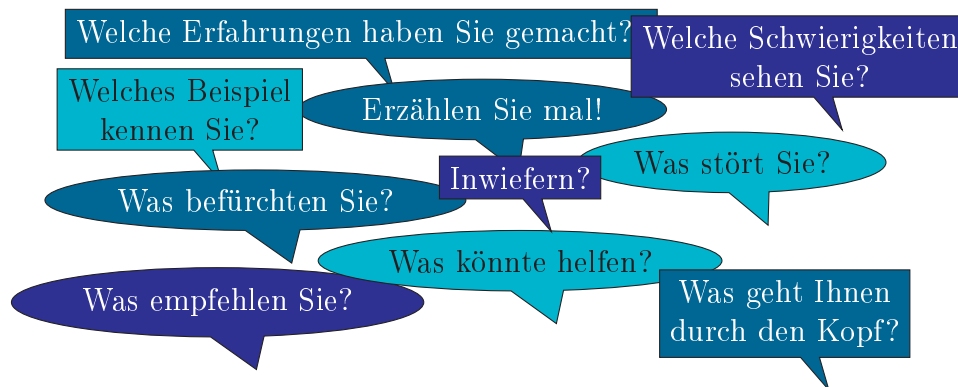 Welche Erfahrungen haben Sie gemacht?
Welche Schwierigkeiten
sehen Sie?
Welches Beispiel
kennen Sie?
Erzählen Sie mal!
Was stört Sie?
Inwiefern?
Was befürchten Sie?
Was könnte helfen?
Was empfehlen Sie?
Was geht Ihnen
durch den Kopf?